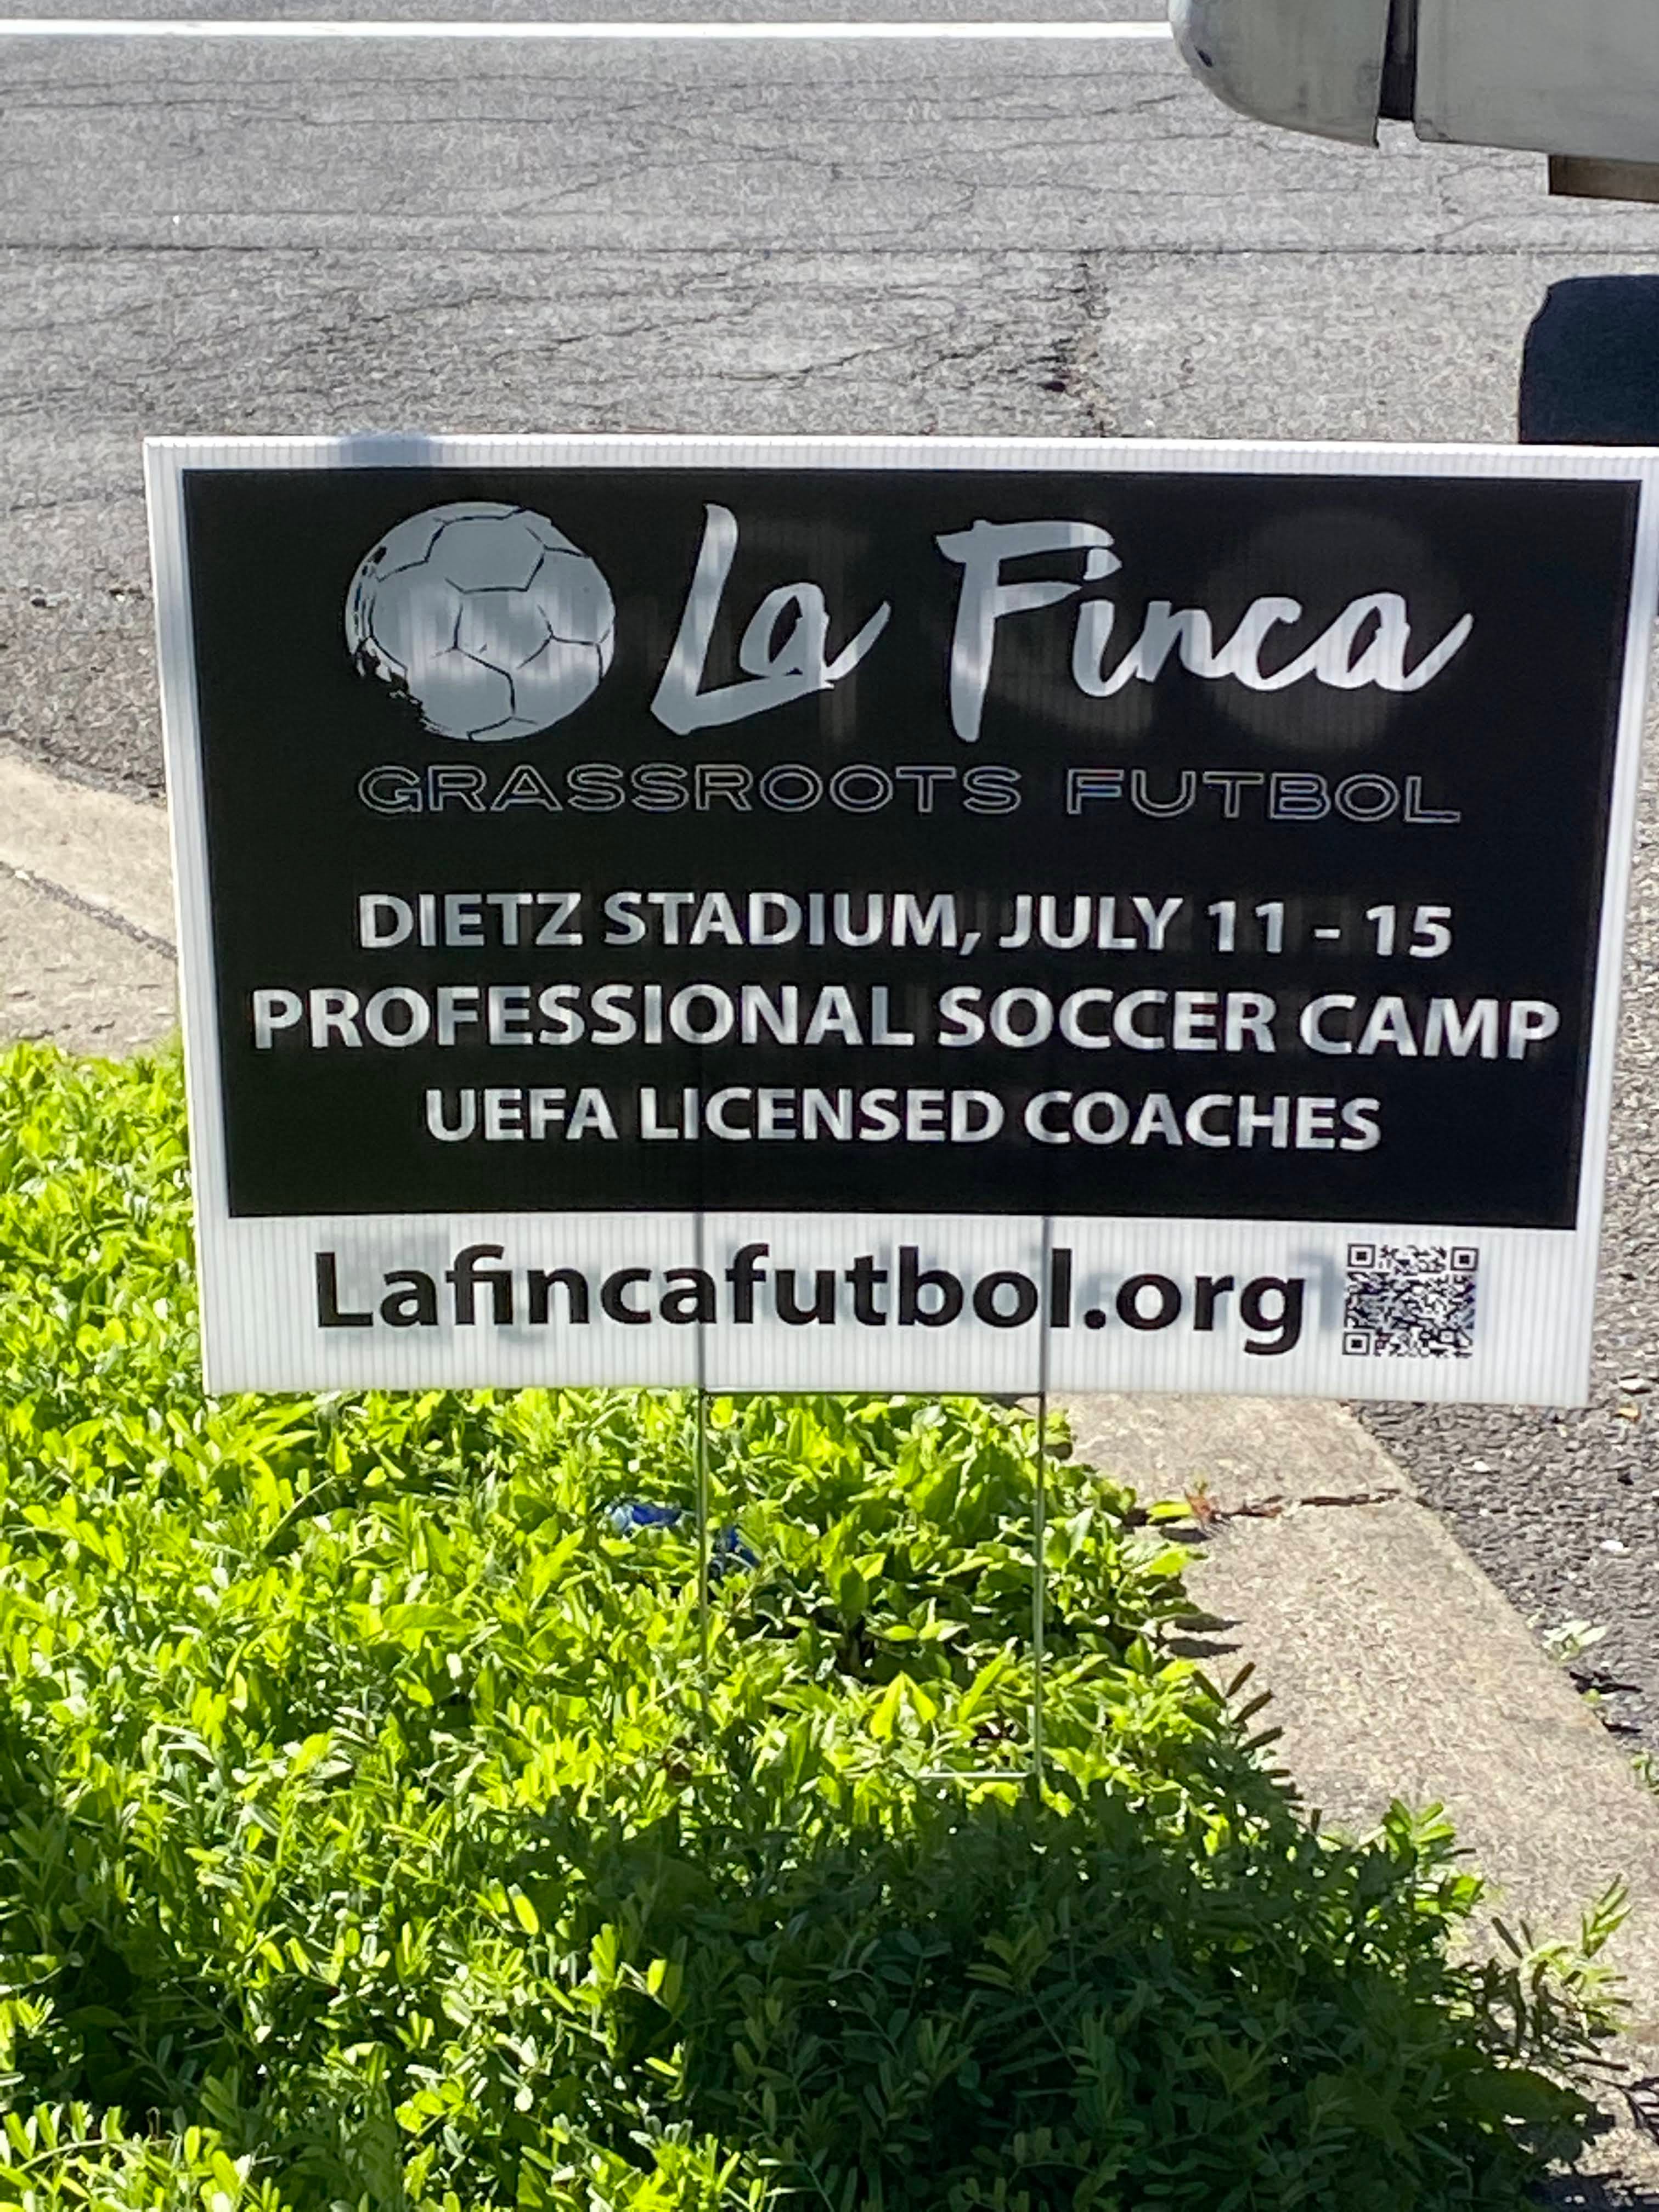 La Finca
GRASSROOTS FUTBOL
DIETZ STADIUM, JULY 11 - 15
PROFESSIONAL SOCCER CAMP
UEFA LICENSED COACHES
Lafincafutbol.org